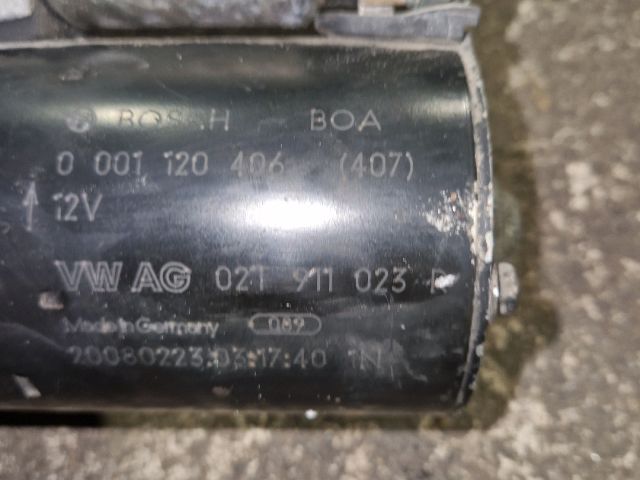 BOSCH BOA
0 001 120 406 (407)
12V
VW AG 021 911 023
Made in Germany 089
20080223:03:17:40